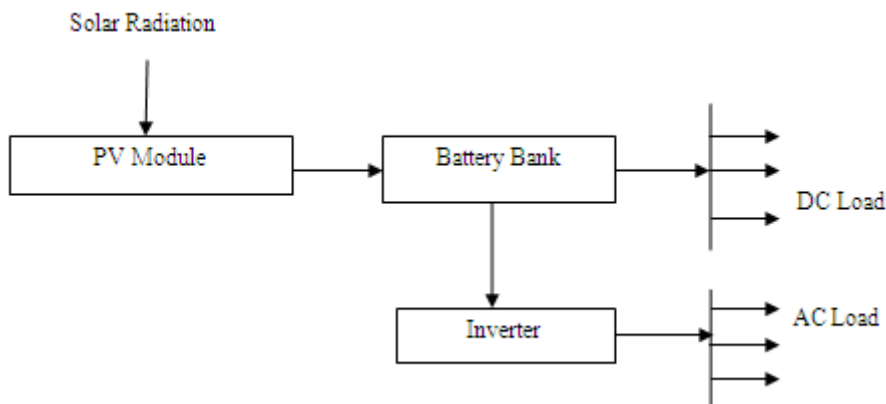 Solar Radiation
PV Module
Battery Bank
DC Load
Inverter
AC Load